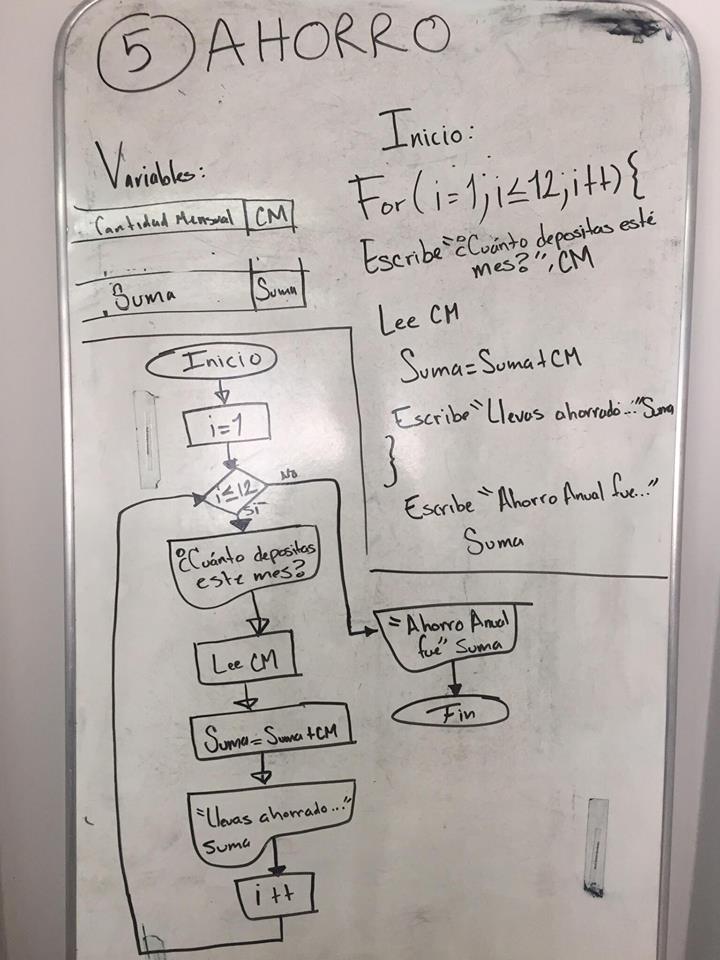 5 AHORRO
Variables:
Cantidad Mensual CM
Suma Suma
Inicio:
For (i=1; i≤12; i++) {
Escribe "¿Cuánto depositas esté
mes?", CM
Lee CM
Suma=Suma+CM
Escribe "Llevas ahorrado..." Suma
}
Escribe "Ahorro Anual fue..."
Suma
Inicio
i=1
i≤12
No
Si
¿Cuánto depositas
este mes?
Lee CM
Suma=Suma+CM
"Llevas ahorrado..."
Suma
i++
"Ahorro Anual
fue" Suma
Fin